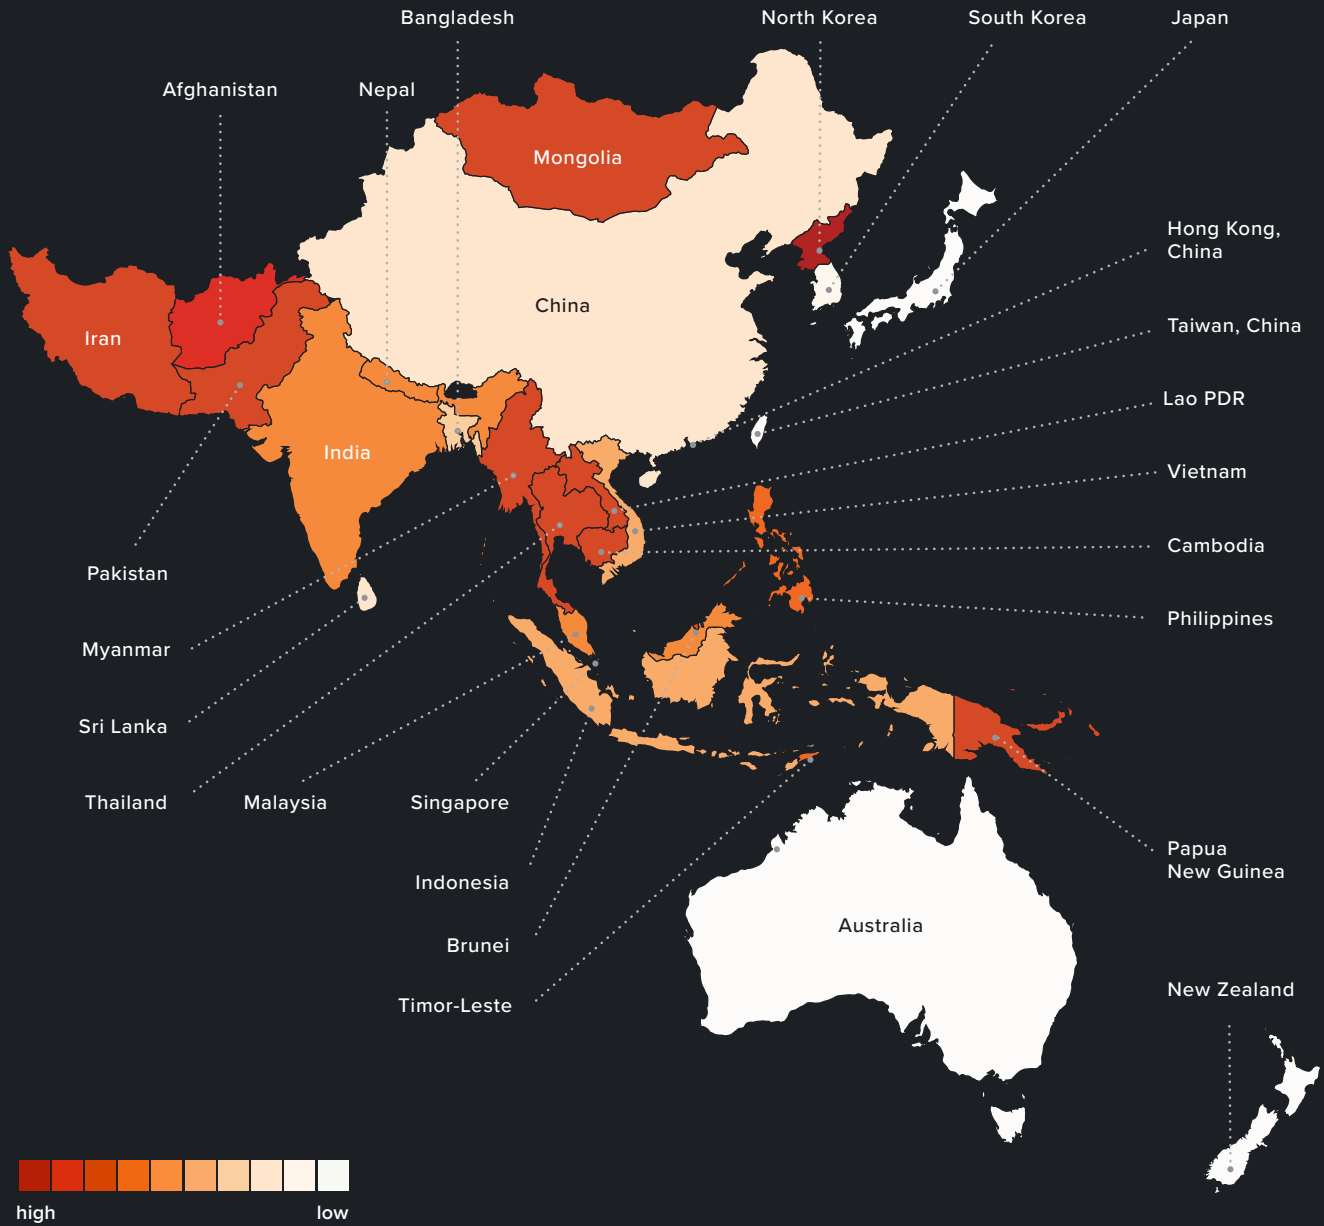 Bangladesh
North Korea
South Korea
Japan
Afghanistan
Nepal
Mongolia
Hong Kong,
China
China
Taiwan, China
Iran
Lao PDR
India
Vietnam
Cambodia
Pakistan
Philippines
Myanmar
Sri Lanka
Thailand
Malaysia
Singapore
Papua
New Guinea
Indonesia
Australia
Brunei
New Zealand
Timor-Leste
high
low